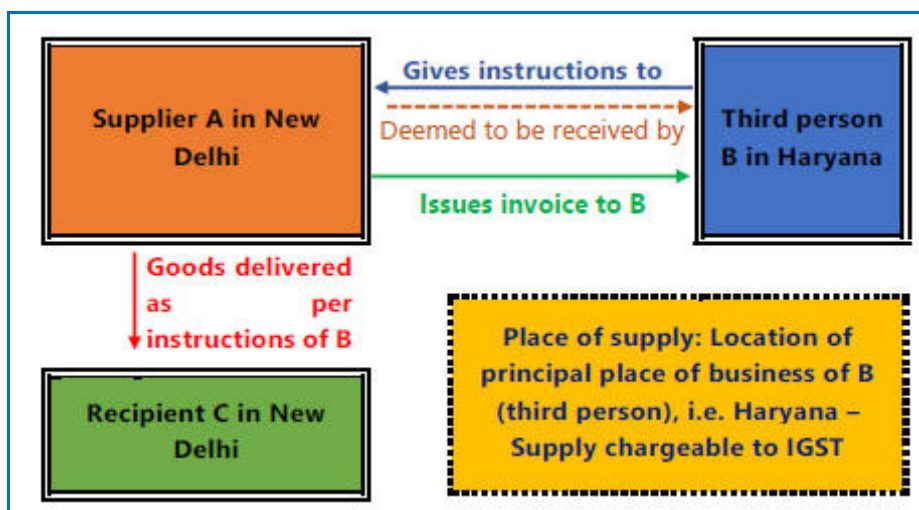 Supplier A in New
Delhi
Gives instructions to
Deemed to be received by
Issues invoice to B
Third person
B in Haryana
Goods delivered
as per
instructions of B
Recipient C in New
Delhi
Place of supply: Location of
principal place of business of B
(third person), i.e. Haryana –
Supply chargeable to IGST